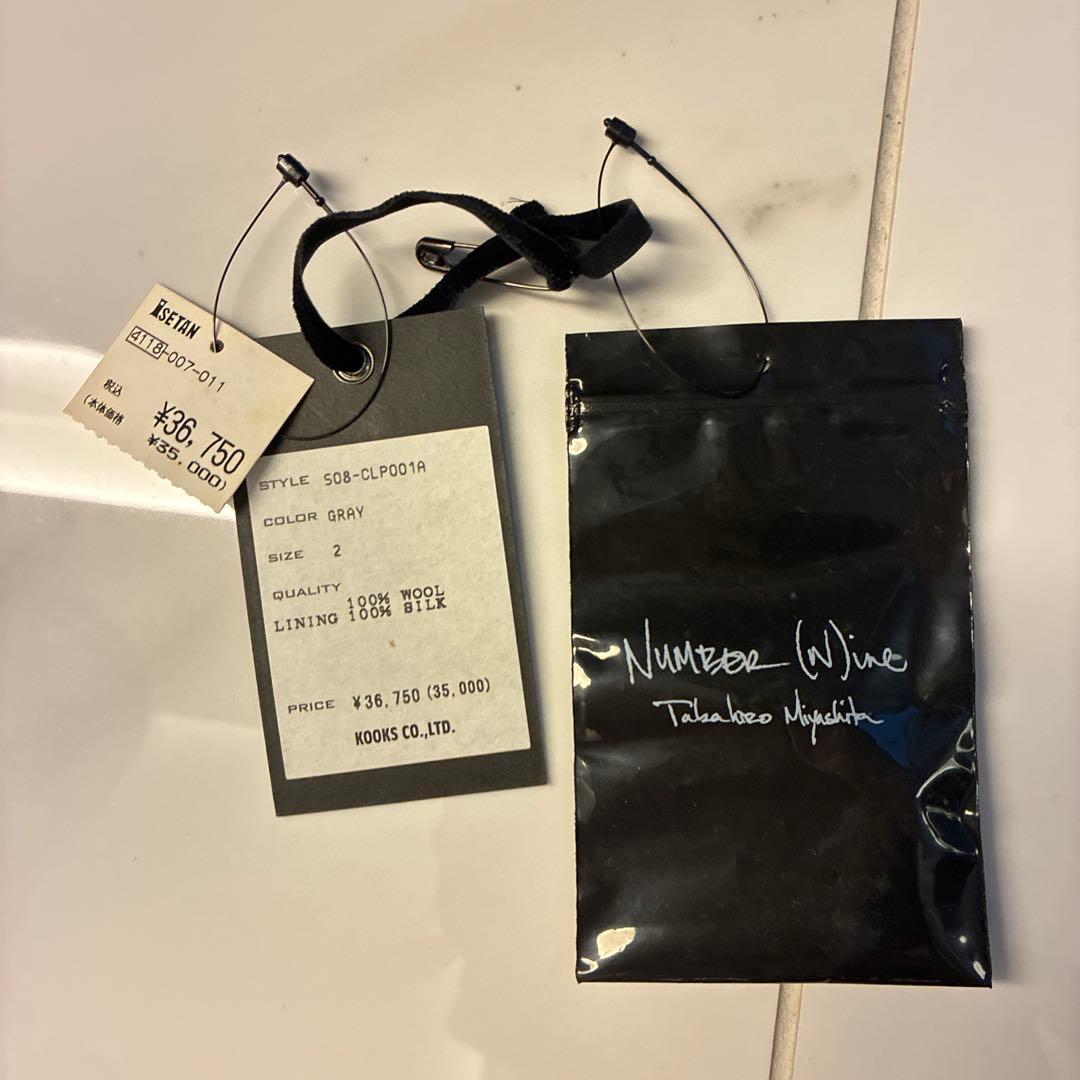 ISETAN
4118-007-011
税込 ¥36,750
(本体価格 ¥35,000)
STYLE S08-CLP001A
COLOR GRAY
SIZE 2
QUALITY
100% WOOL
LINING 100% SILK
PRICE ¥36,750 (35,000)
KOOKS CO.,LTD.
NUMBER (N)ine
Takahiro Miyashita